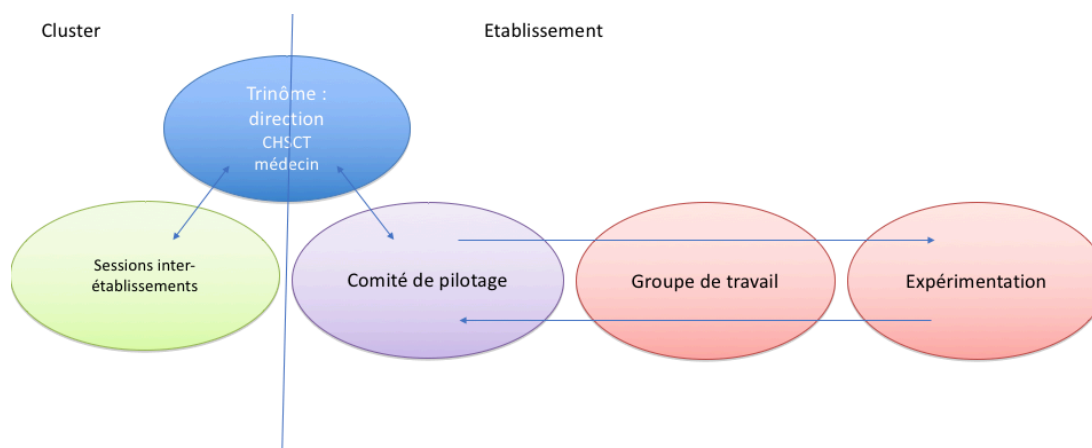 Cluster
Etablissement
Trinôme :
direction
CHSCT
médecin
Sessions inter-
établissements
Comité de pilotage
Groupe de travail
Expérimentation